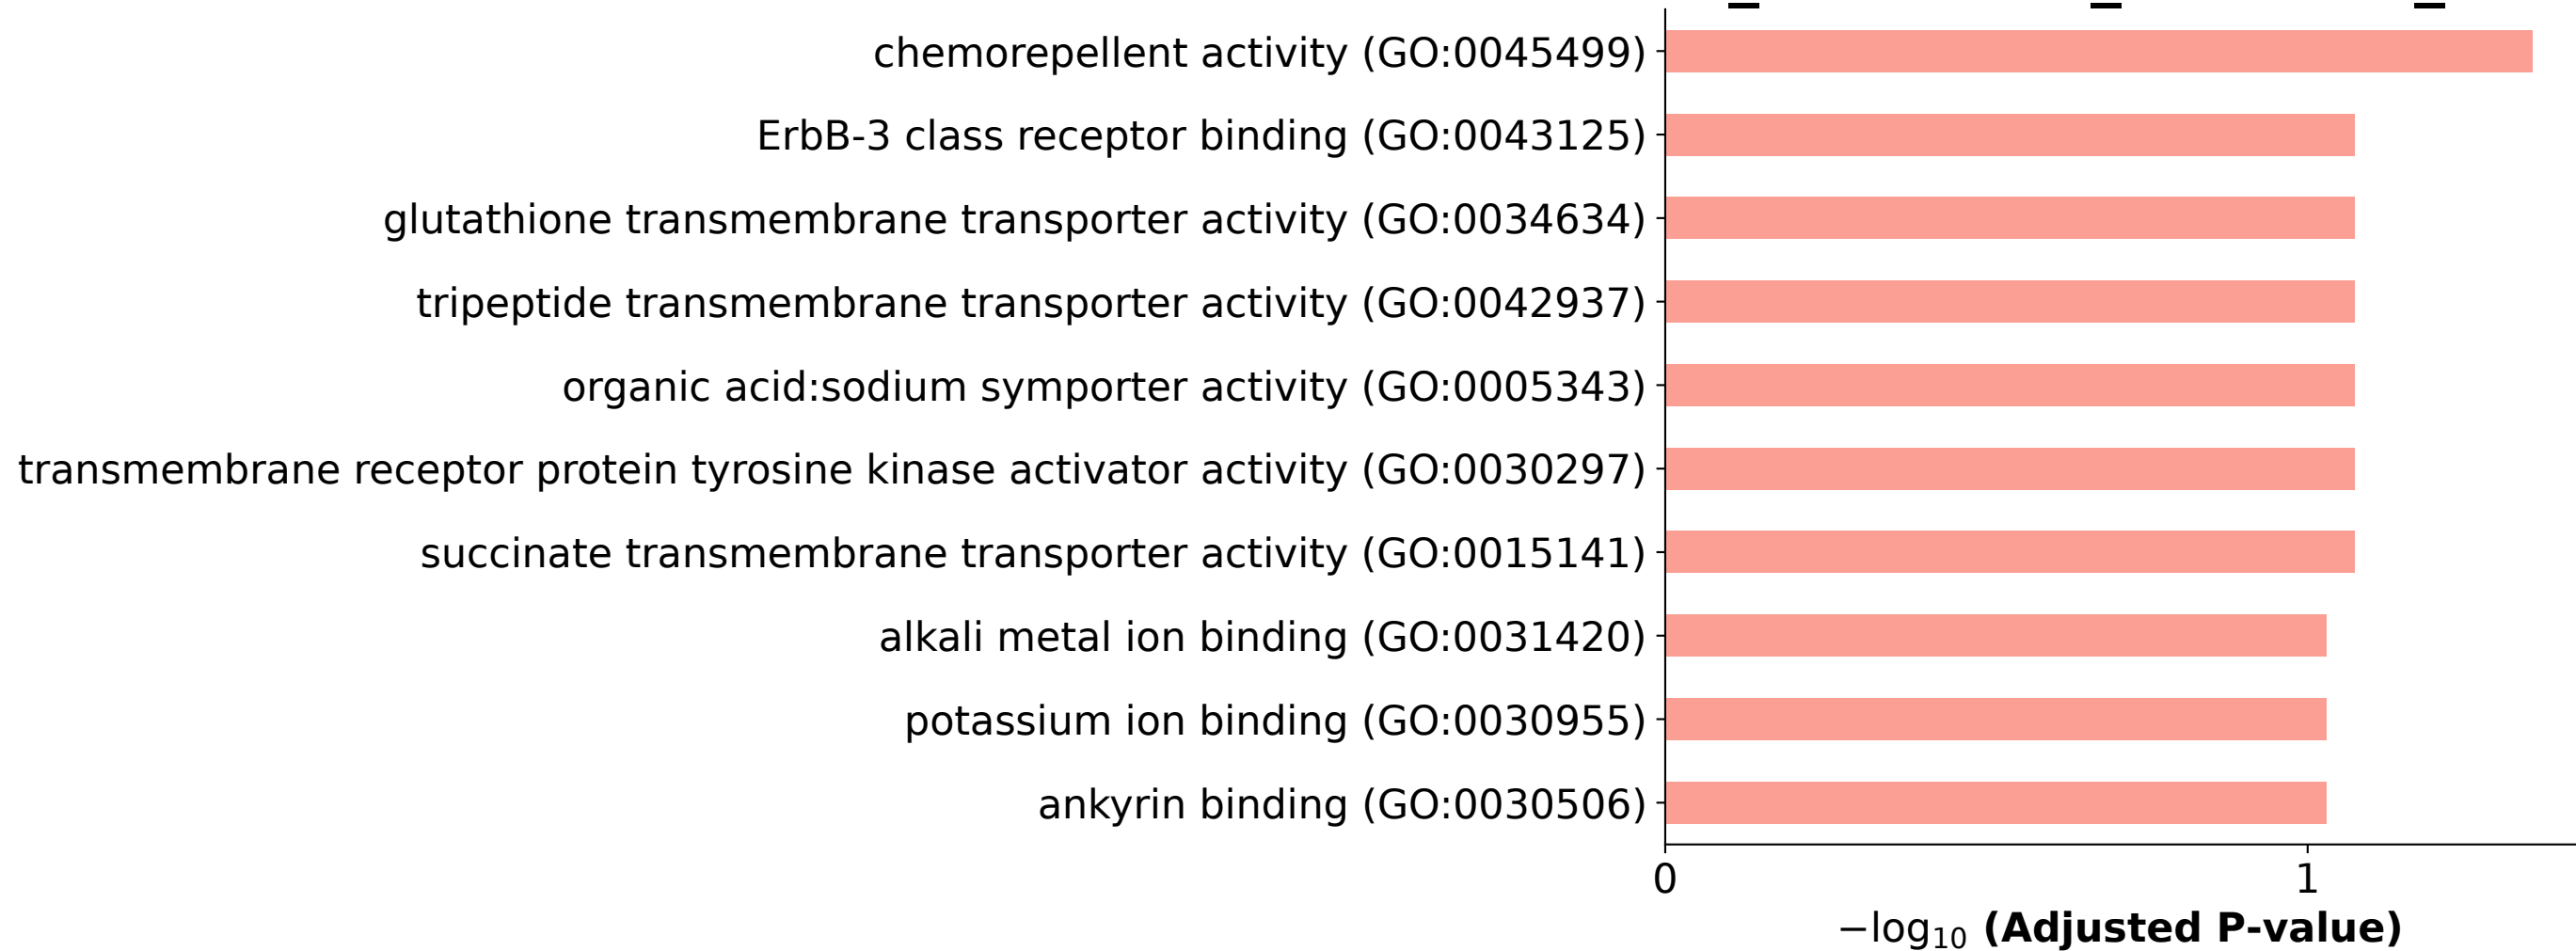 chemorepellent activity (GO:0045499)
ErbB-3 class receptor binding (GO:0043125)
glutathione transmembrane transporter activity (GO:0034634)
tripeptide transmembrane transporter activity (GO:0042937)
organic acid:sodium symporter activity (GO:0005343)
transmembrane receptor protein tyrosine kinase activator activity (GO:0030297)
succinate transmembrane transporter activity (GO:0015141)
alkali metal ion binding (GO:0031420)
potassium ion binding (GO:0030955)
ankyrin binding (GO:0030506)
0 1
−log₁₀ (Adjusted P-value)